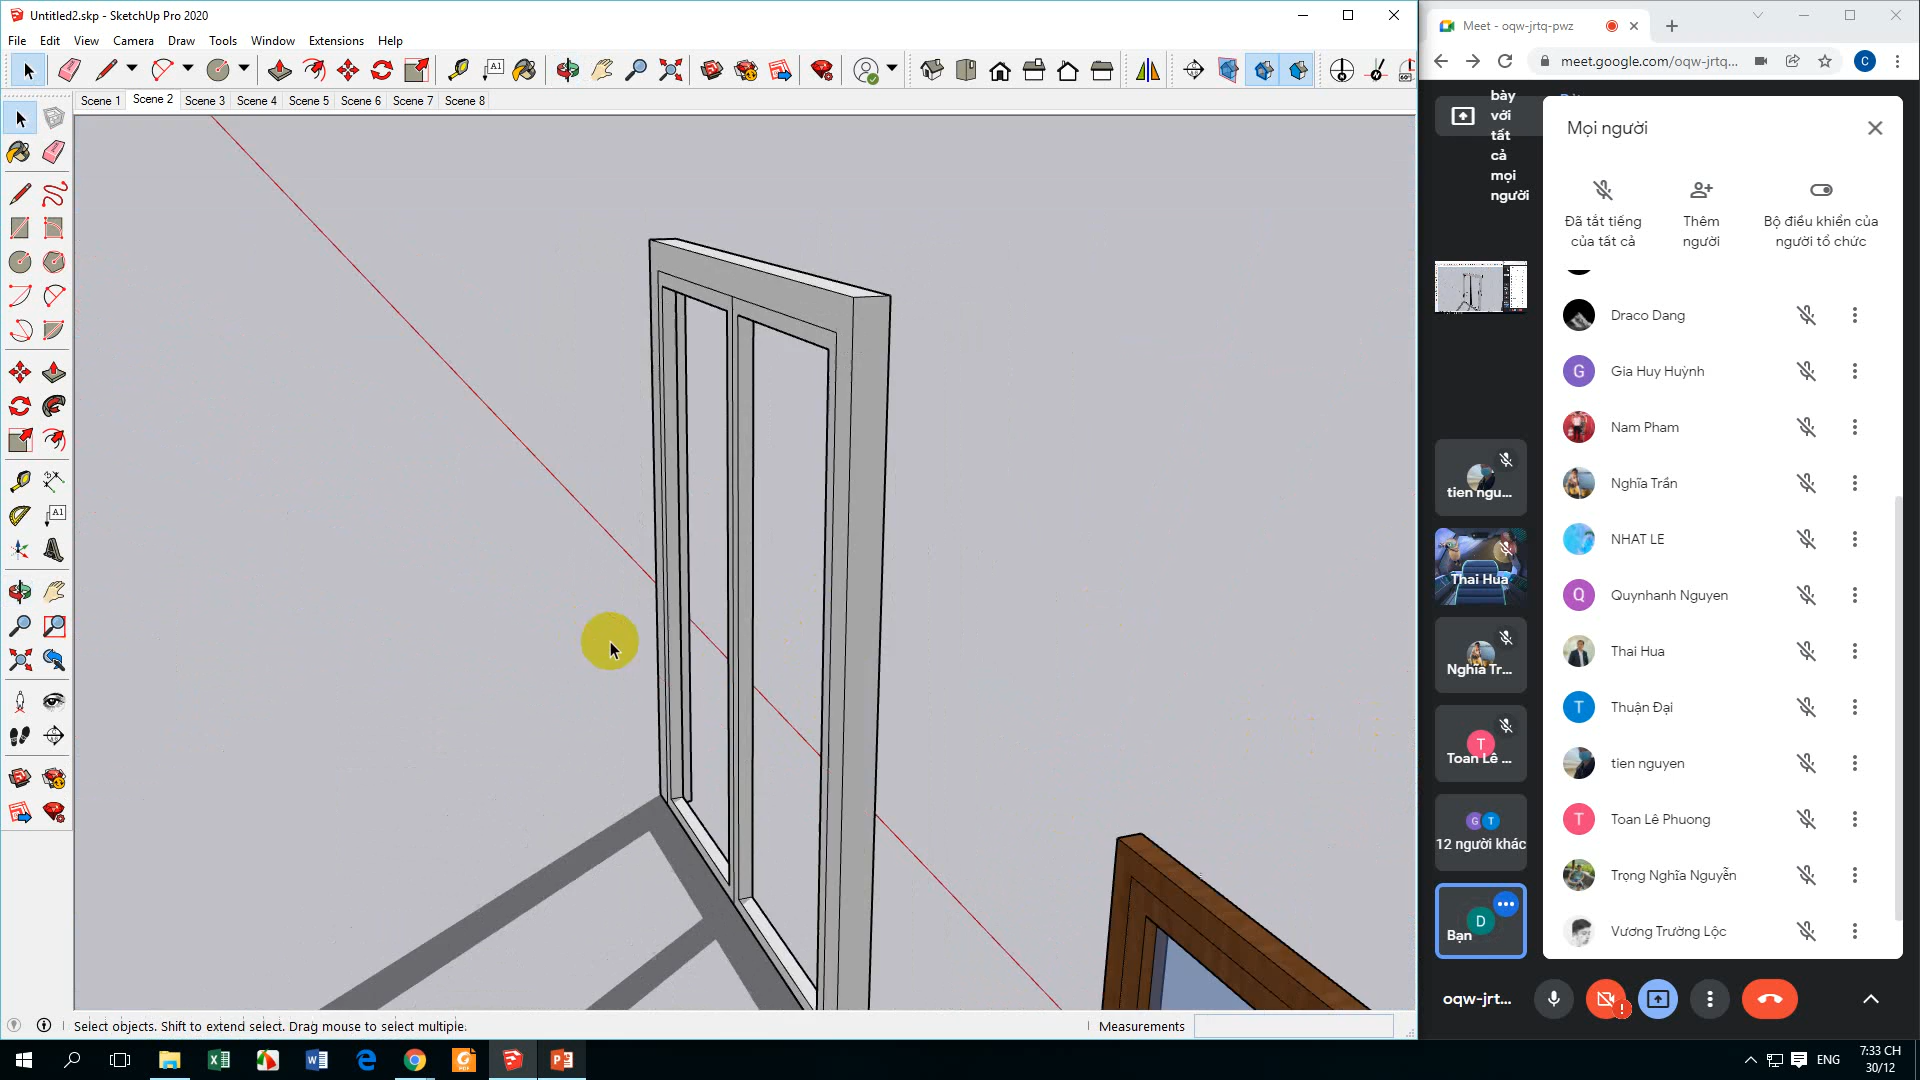 Untitled2.skp - SketchUp Pro 2020
File Edit View Camera Draw Tools Window Extensions Help
Scene 1 Scene 2 Scene 3 Scene 4 Scene 5 Scene 6 Scene 7 Scene 8
Select objects. Shift to extend select. Drag mouse to select multiple.
Measurements
Meet - oqw-jrtq-pwz
meet.google.com/oqw-jrtq...
C
bày
với
tất
cả
mọi
người
Mọi người
Đã tắt tiếng
của tất cả
Thêm
người
Bộ điều khiển của
người tổ chức
Draco Dang
G
Gia Huy Huỳnh
Nam Pham
Nghĩa Trần
NHAT LE
Q
Quynhanh Nguyen
Thai Hua
T
Thuận Đại
tien nguyen
T
Toan Lê Phuong
Trọng Nghĩa Nguyễn
Vương Trường Lộc
tien ngu...
Thai Hua
Nghĩa Tr...
T
Toan Lê ...
G T
12 người khác
D
Bạn
oqw-jrt...
ENG
7:33 CH
30/12